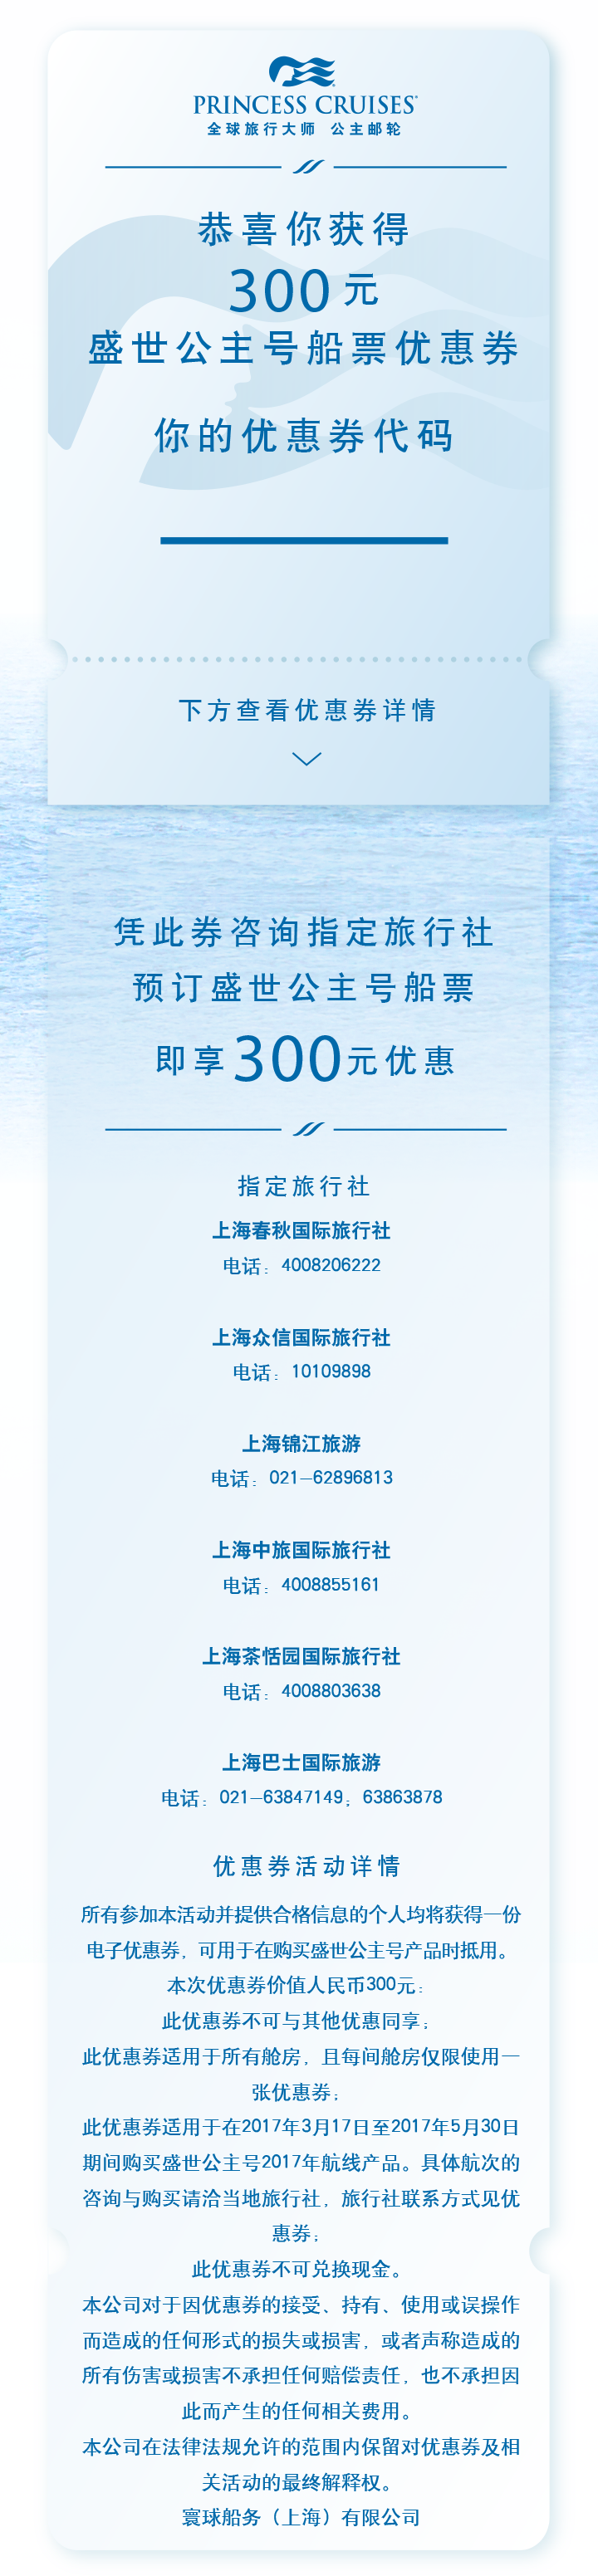 PRINCESS CRUISES
全球旅行大师 公主邮轮
恭喜你获得
300元
盛世公主号船票优惠券
你的优惠券代码
下方查看优惠券详情
凭此券咨询指定旅行社
预订盛世公主号船票
即享300元优惠
指定旅行社
上海春秋国际旅行社
电话：4008206222
上海众信国际旅行社
电话：10109898
上海锦江旅游
电话：021-62896813
上海中旅国际旅行社
电话：4008855161
上海茶恬园国际旅行社
电话：4008803638
上海巴士国际旅游
电话：021-63847149；63863878
优惠券活动详情
所有参加本活动并提供合格信息的个人均将获得一份
电子优惠券，可用于在购买盛世公主号产品时抵用。
本次优惠券价值人民币300元：
此优惠券不可与其他优惠同享；
此优惠券适用于所有舱房，且每间舱房仅限使用一
张优惠券；
此优惠券适用于在2017年3月17日至2017年5月30日
期间购买盛世公主号2017年航线产品。具体航次的
咨询与购买请洽当地旅行社，旅行社联系方式见优
惠券；
此优惠券不可兑换现金。
本公司对于因优惠券的接受、持有、使用或误操作
而造成的任何形式的损失或损害，或者声称造成的
所有伤害或损害不承担任何赔偿责任，也不承担因
此而产生的任何相关费用。
本公司在法律法规允许的范围内保留对优惠券及相
关活动的最终解释权。
寰球船务（上海）有限公司